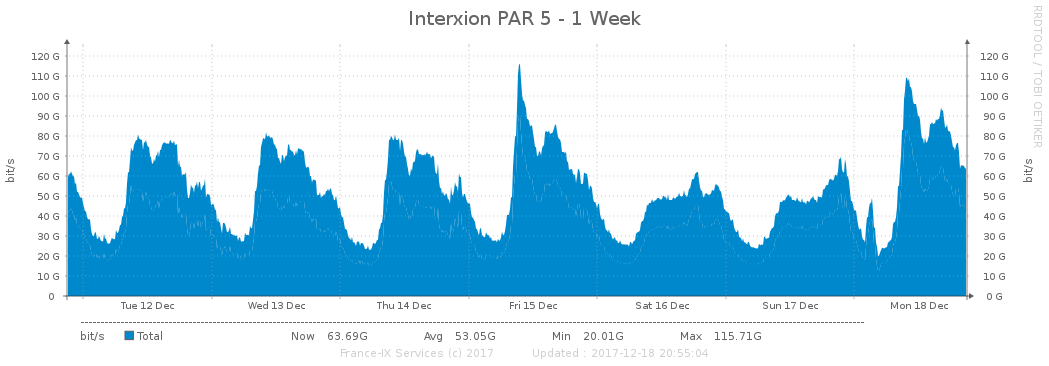 Interxion PAR 5 - 1 Week
RRDTOOL / TOBI OETIKER
bit/s
120 G 120 G
110 G 110 G
100 G 100 G
90 G 90 G
80 G 80 G
70 G 70 G
60 G 60 G
50 G 50 G
40 G 40 G
30 G 30 G
20 G 20 G
10 G 10 G
0 0 G
bit/s
Tue 12 Dec Wed 13 Dec Thu 14 Dec Fri 15 Dec Sat 16 Dec Sun 17 Dec Mon 18 Dec
bit/s Total Now 63.69G Avg 53.05G Min 20.01G Max 115.71G
France-IX Services (c) 2017 Updated : 2017-12-18 20:55:04